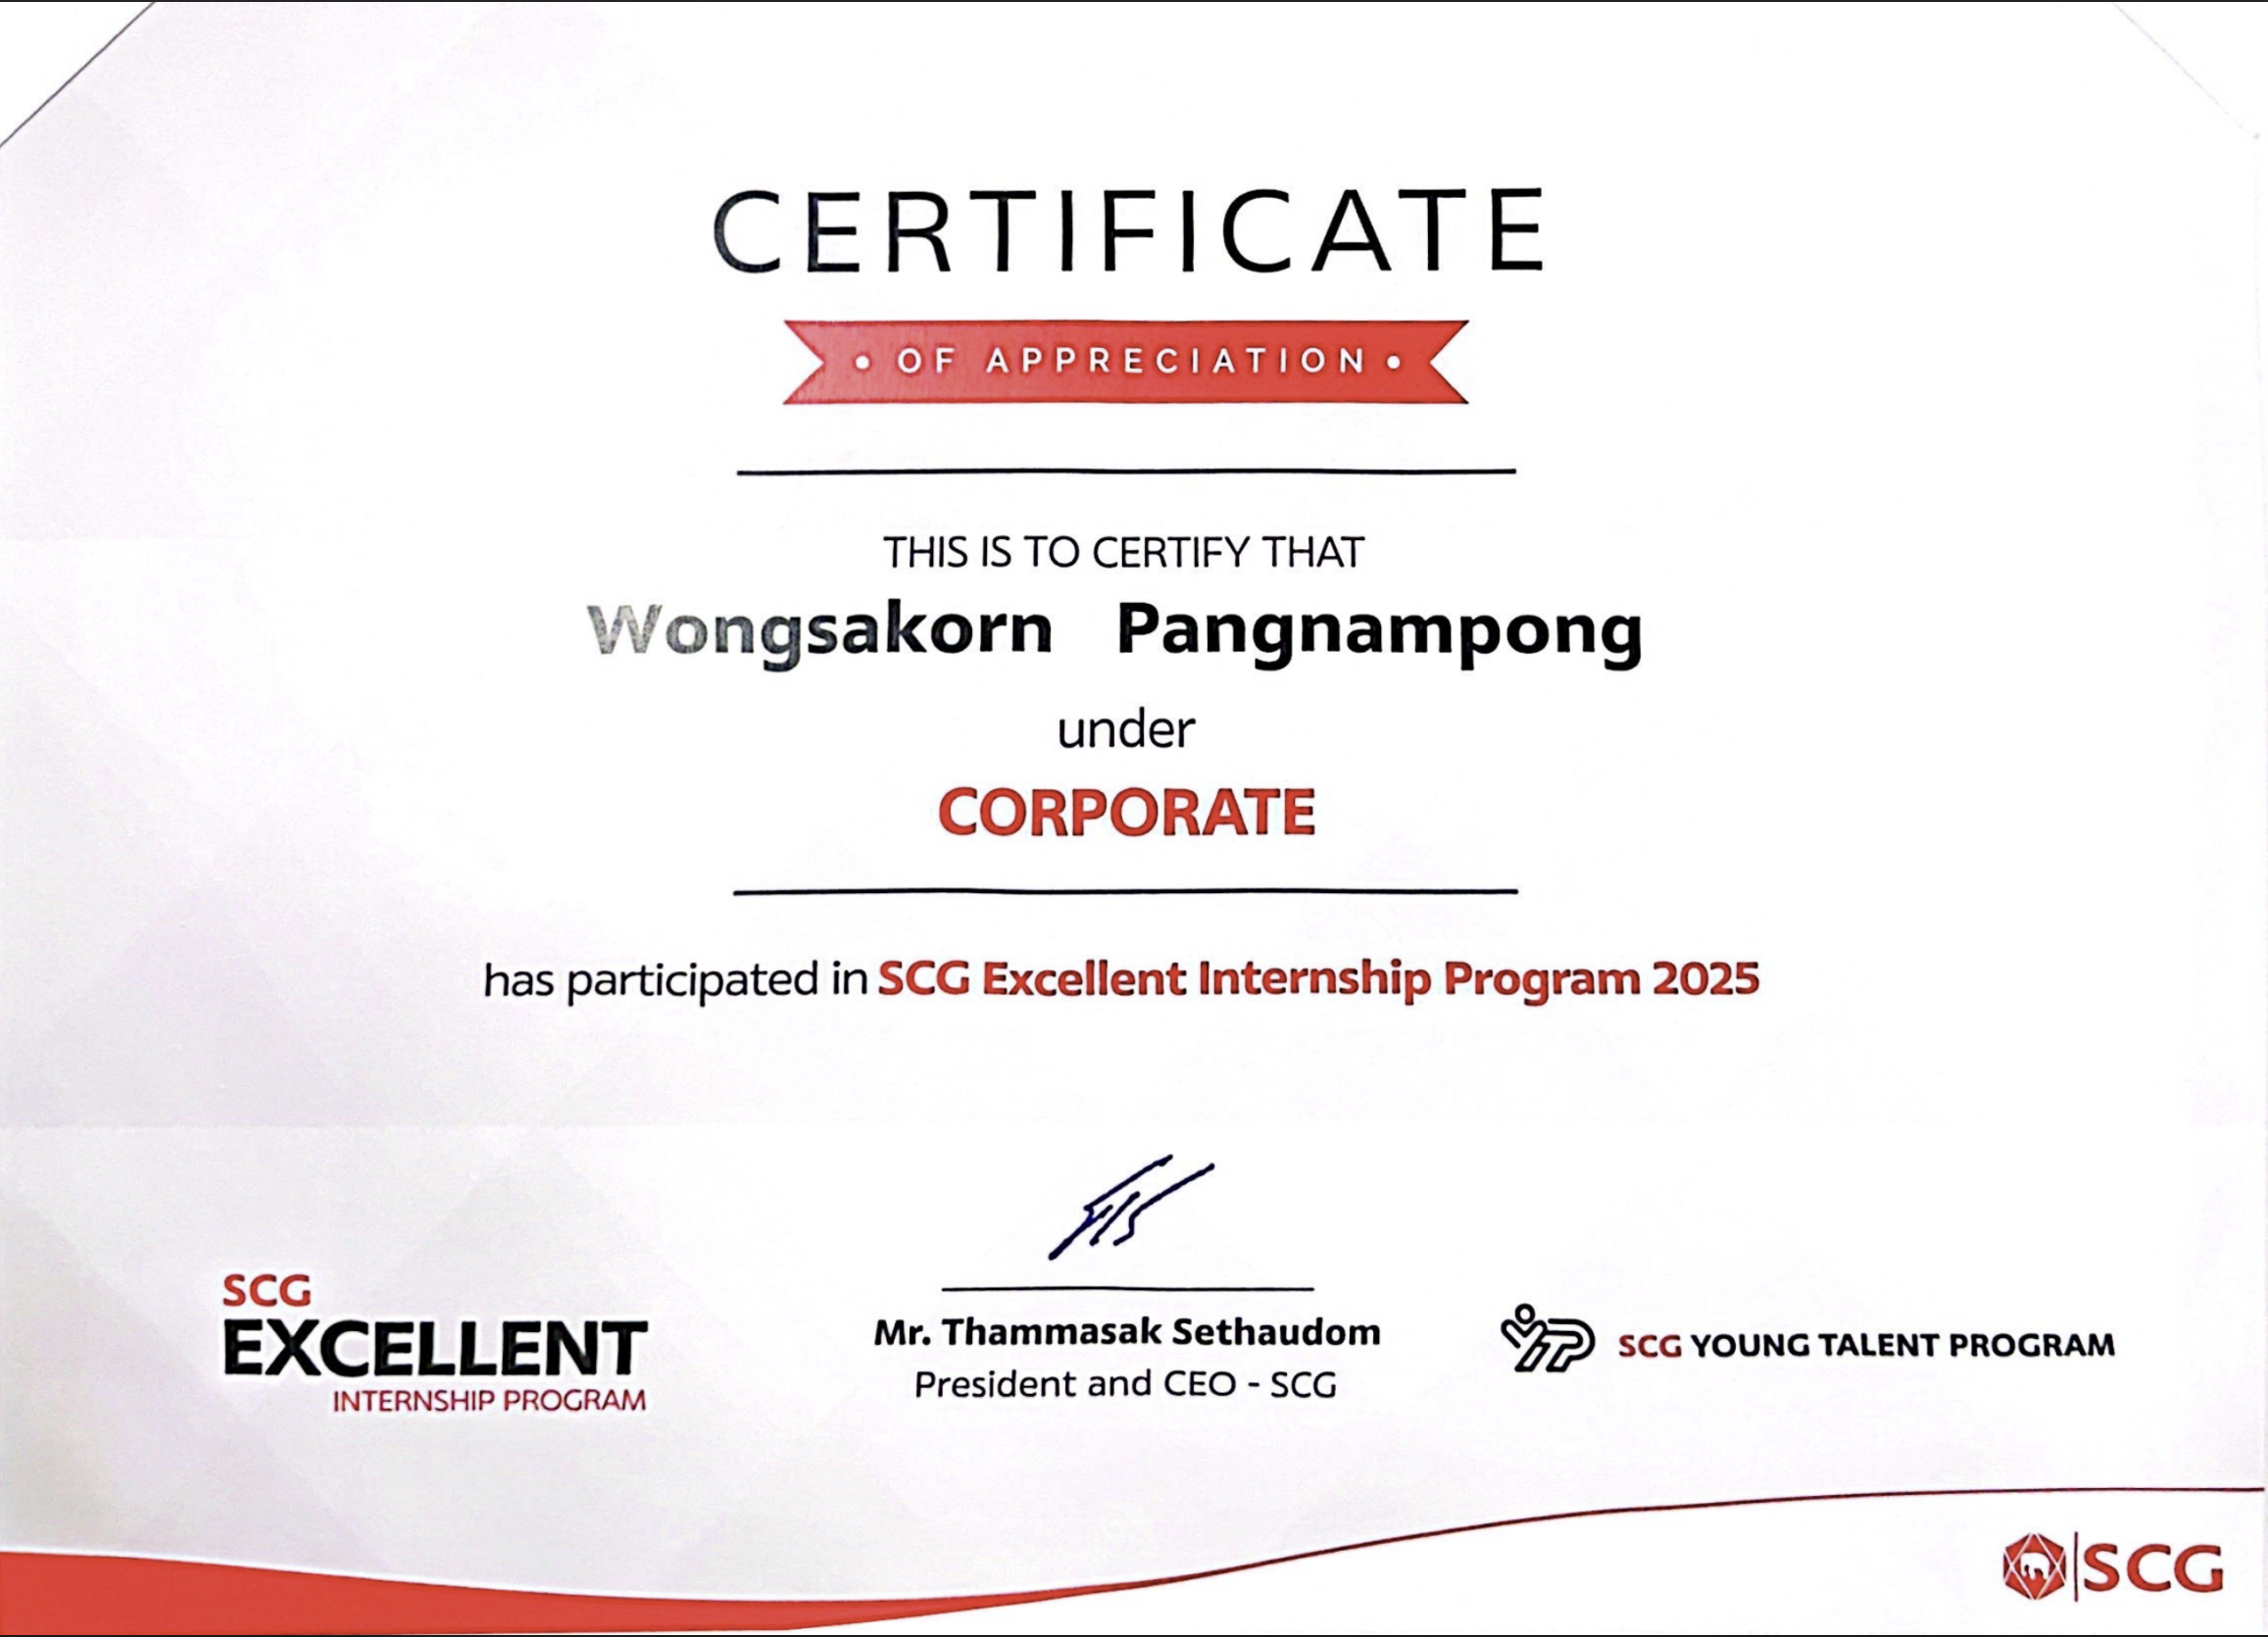 CERTIFICATE
• OF APPRECIATION •
THIS IS TO CERTIFY THAT
Wongsakorn Pangnampong
under
CORPORATE
has participated in SCG Excellent Internship Program 2025
SCG
EXCELLENT
INTERNSHIP PROGRAM
Mr. Thammasak Sethaudom
President and CEO - SCG
SCG YOUNG TALENT PROGRAM
SCG